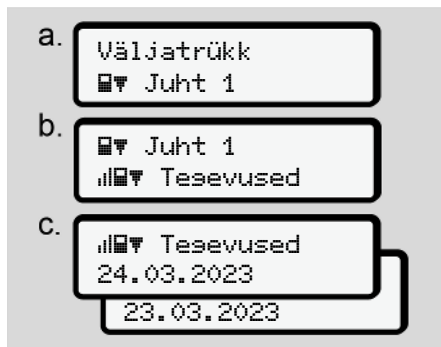 a.
Väljatrükk
Juht 1
b.
Juht 1
Tegevused
c.
Tegevused
24.03.2023
23.03.2023